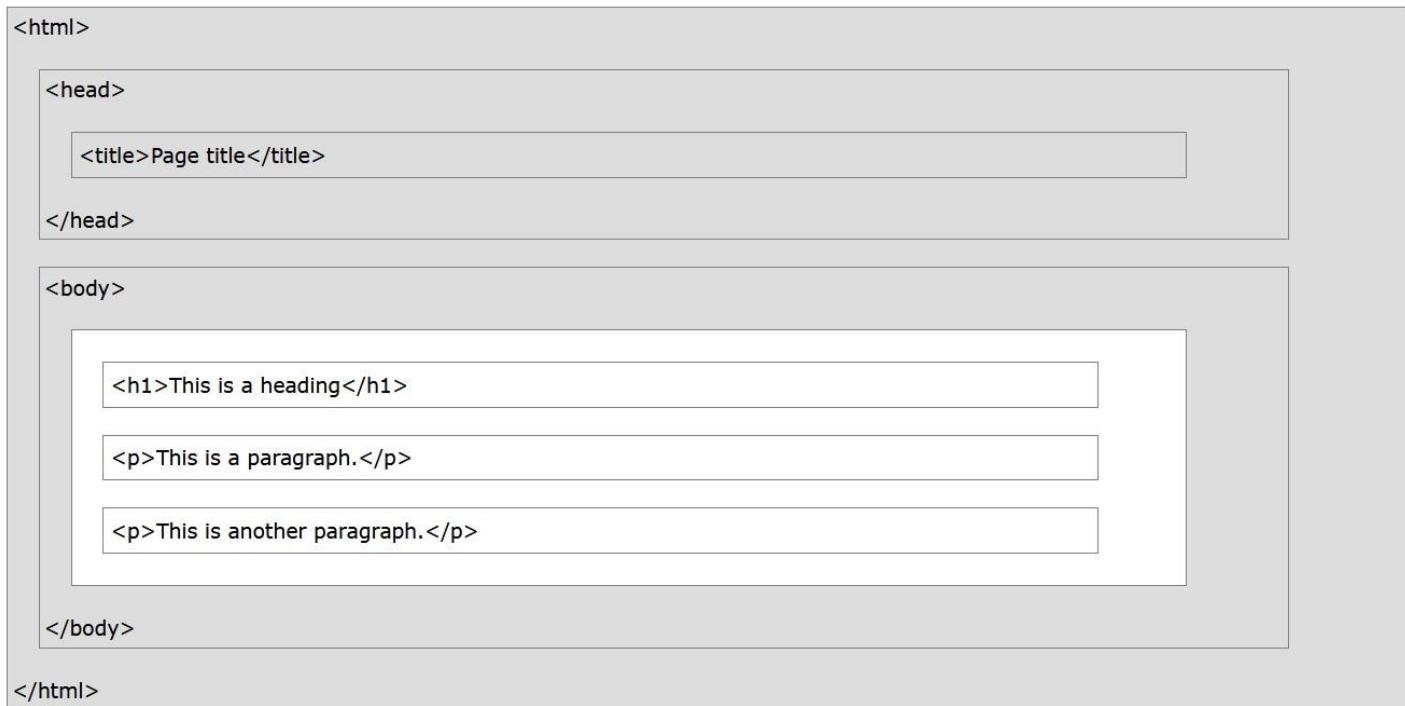 <html>
<head>
<title>Page title</title>
</head>
<body>
<h1>This is a heading</h1>
<p>This is a paragraph.</p>
<p>This is another paragraph.</p>
</body>
</html>